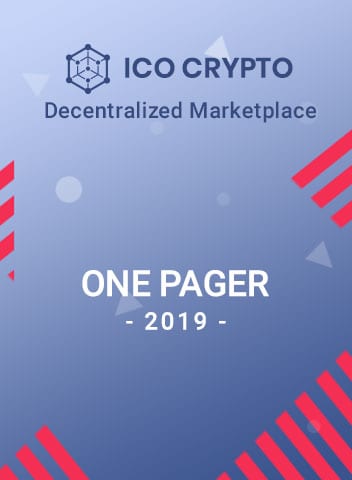 ICO CRYPTO
Decentralized Marketplace
ONE PAGER
- 2019 -